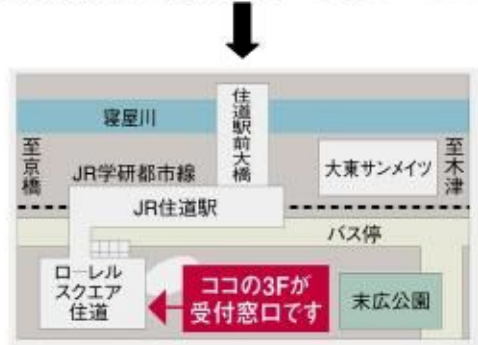 寝屋川
住道駅前大橋
至京橋
JR学研都市線
大東サンメイツ
至木津
JR住道駅
バス停
ローレル
スクエア
住道
ココの3Fが
受付窓口です
末広公園